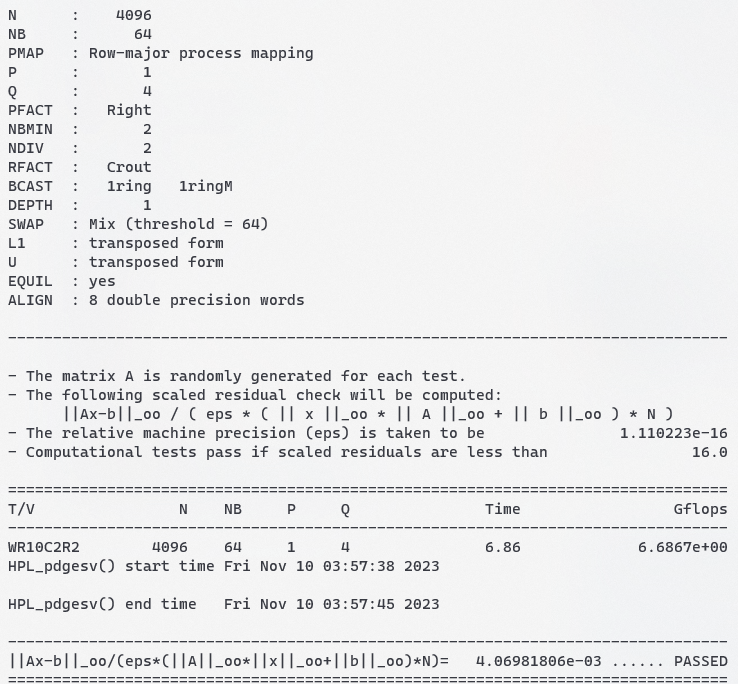 N      :    4096
NB     :      64
PMAP   : Row-major process mapping
P      :       1
Q      :       4
PFACT  :   Right
NBMIN  :       2
NDIV   :       2
RFACT  :   Crout
BCAST  :   1ring   1ringM
DEPTH  :       1
SWAP   : Mix (threshold = 64)
L1     : transposed form
U      : transposed form
EQUIL  : yes
ALIGN  : 8 double precision words
--------------------------------------------------------------------------------
- The matrix A is randomly generated for each test.
- The following scaled residual check will be computed:
      ||Ax-b||_oo / ( eps * ( || x ||_oo * || A ||_oo + || b ||_oo ) * N )
- The relative machine precision (eps) is taken to be               1.110223e-16
- Computational tests pass if scaled residuals are less than                16.0
================================================================================
T/V                N    NB     P     Q               Time                 Gflops
--------------------------------------------------------------------------------
WR10C2R2        4096    64     1     4               6.86             6.6867e+00
HPL_pdgesv() start time Fri Nov 10 03:57:38 2023
HPL_pdgesv() end time   Fri Nov 10 03:57:45 2023
--------------------------------------------------------------------------------
||Ax-b||_oo/(eps*(||A||_oo*||x||_oo+||b||_oo)*N)=   4.06981806e-03 ...... PASSED
================================================================================